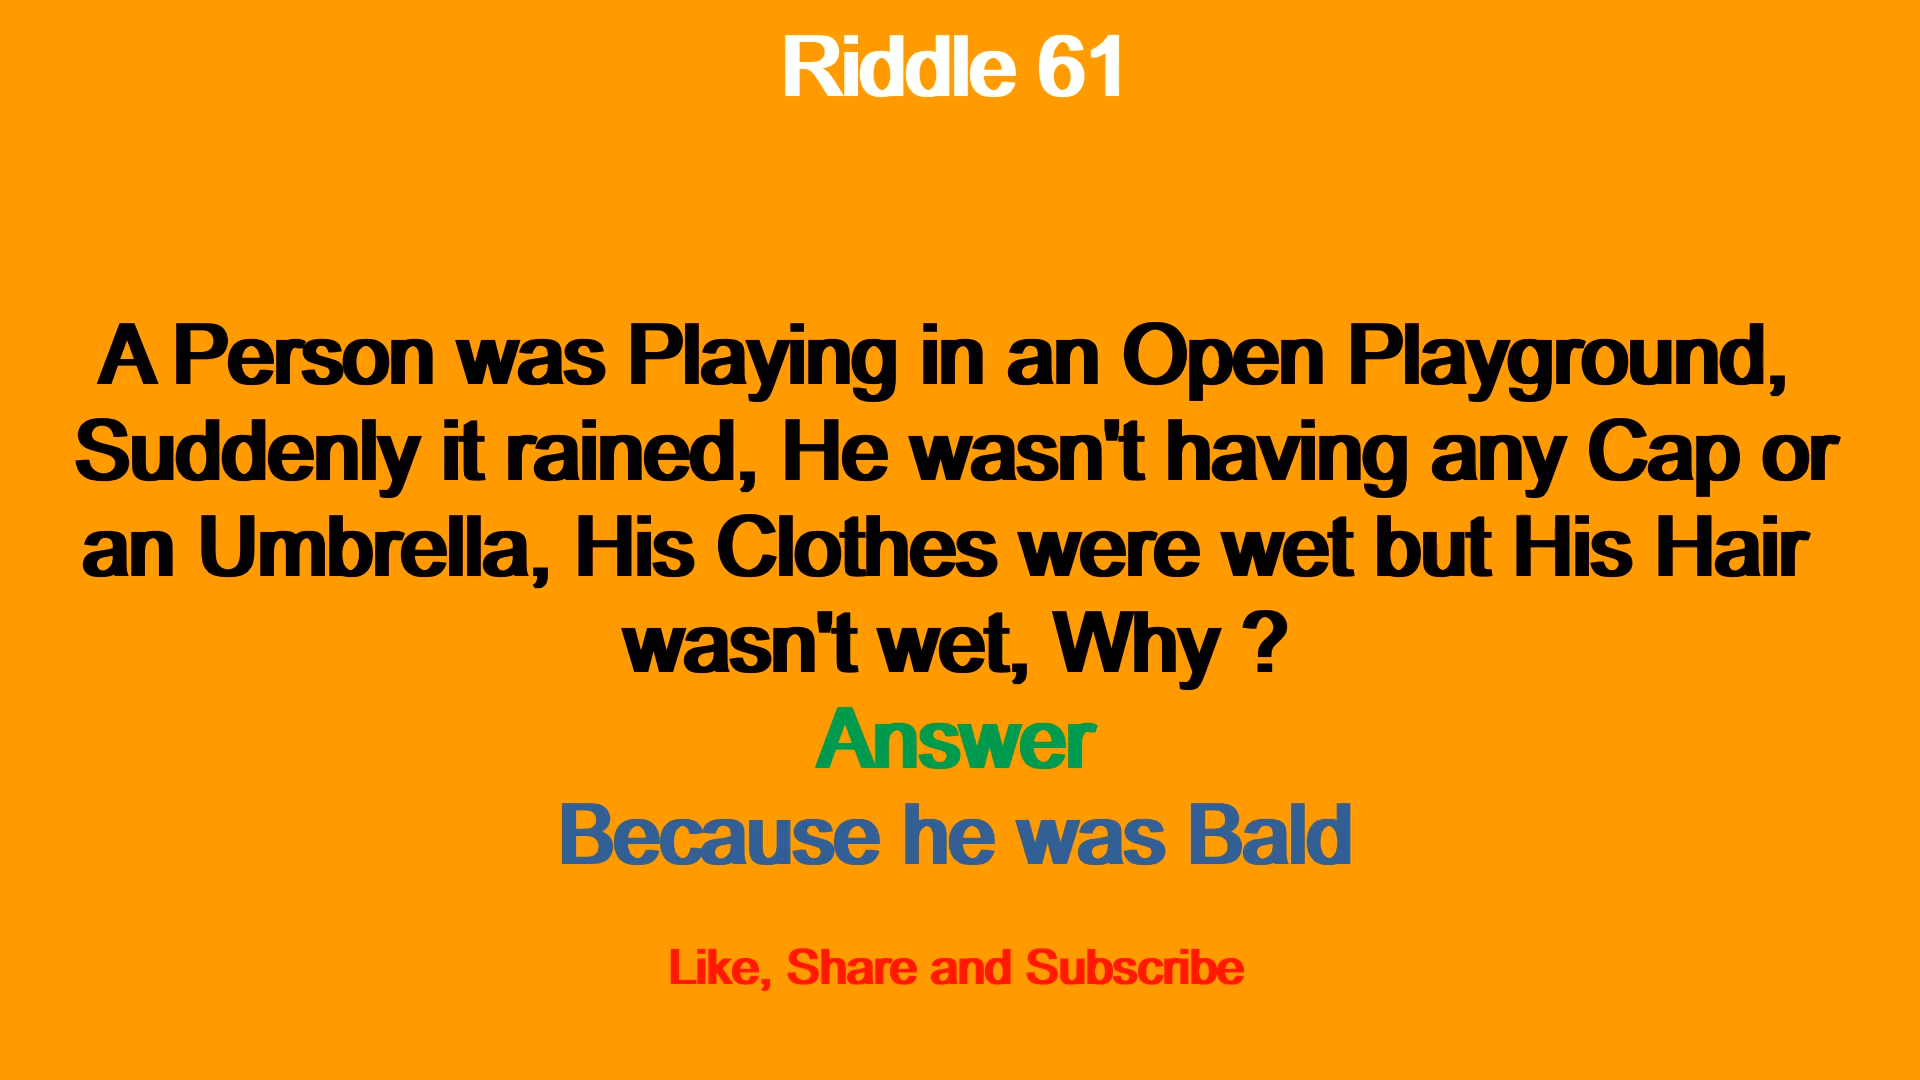 Riddle 61
A Person was Playing in an Open Playground,
Suddenly it rained, He wasn't having any Cap or
an Umbrella, His Clothes were wet but His Hair
wasn't wet, Why ?
Answer
Because he was Bald
Like, Share and Subscribe